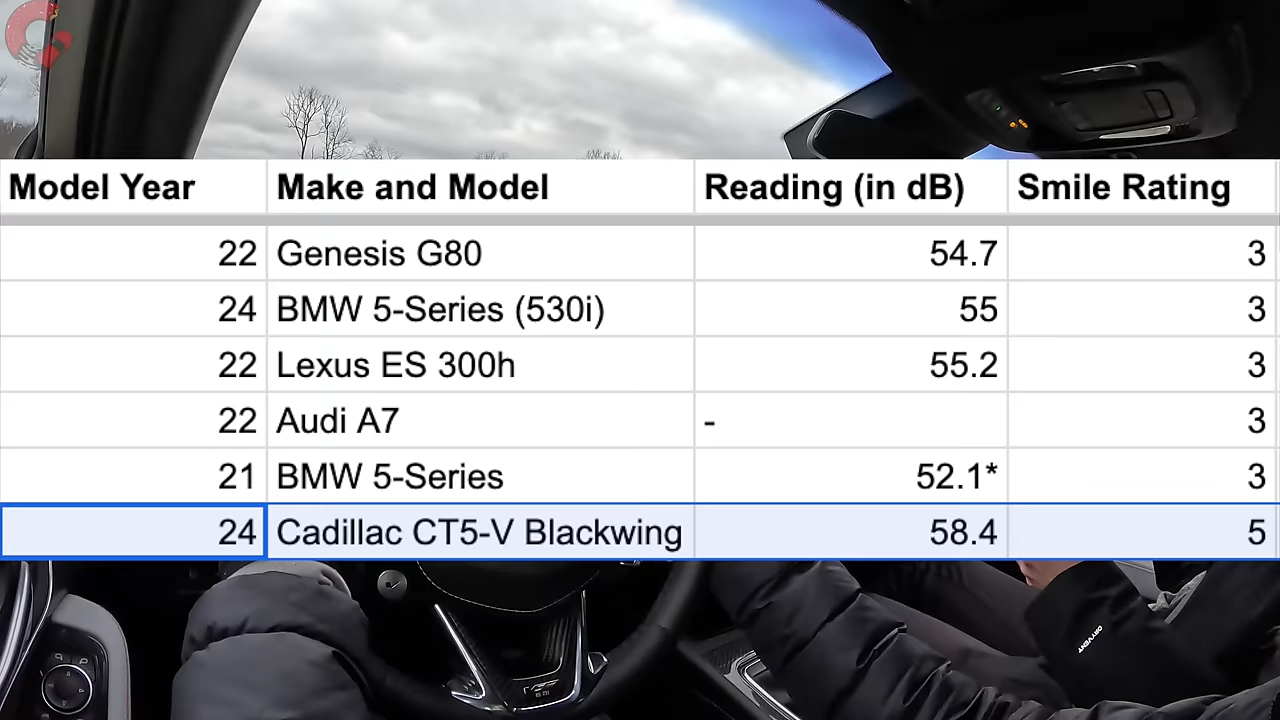 Model Year Make and Model Reading (in dB) Smile Rating
22 Genesis G80 54.7 3
24 BMW 5-Series (530i) 55 3
22 Lexus ES 300h 55.2 3
22 Audi A7 - 3
21 BMW 5-Series 52.1* 3
24 Cadillac CT5-V Blackwing 58.4 5